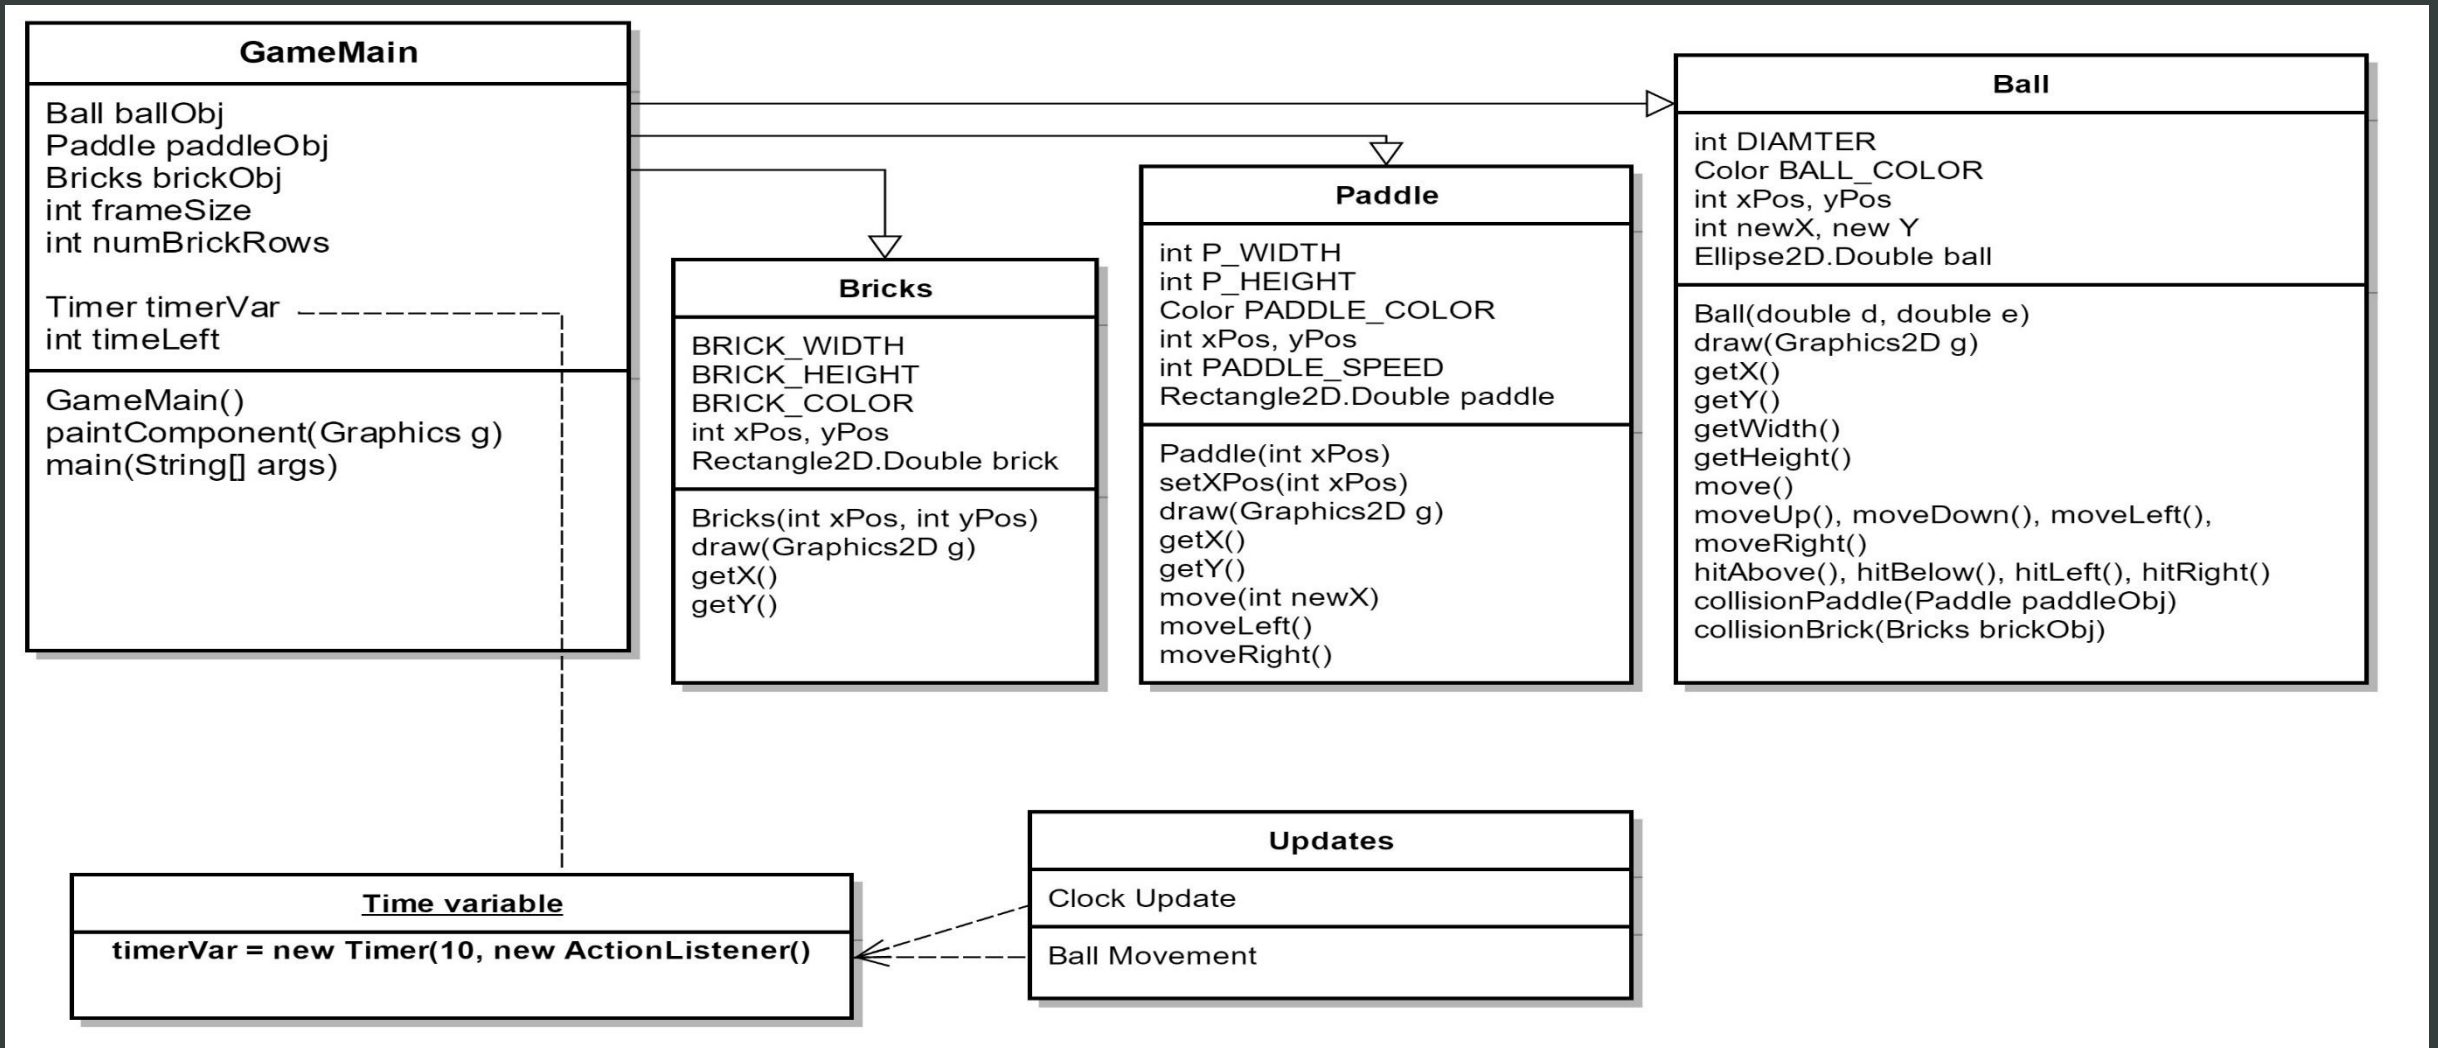 GameMain
Ball ballObj
Paddle paddleObj
Bricks brickObj
int frameSize
int numBrickRows
Timer timerVar
int timeLeft
GameMain()
paintComponent(Graphics g)
main(String[] args)
Bricks
BRICK_WIDTH
BRICK_HEIGHT
BRICK_COLOR
int xPos, yPos
Rectangle2D.Double brick
Bricks(int xPos, int yPos)
draw(Graphics2D g)
getX()
getY()
Paddle
int P_WIDTH
int P_HEIGHT
Color PADDLE_COLOR
int xPos, yPos
int PADDLE_SPEED
Rectangle2D.Double paddle
Paddle(int xPos)
setXPos(int xPos)
draw(Graphics2D g)
getX()
getY()
move(int newX)
moveLeft()
moveRight()
Ball
int DIAMTER
Color BALL_COLOR
int xPos, yPos
int newX, new Y
Ellipse2D.Double ball
Ball(double d, double e)
draw(Graphics2D g)
getX()
getY()
getWidth()
getHeight()
move()
moveUp(), moveDown(), moveLeft(),
moveRight()
hitAbove(), hitBelow(), hitLeft(), hitRight()
collisionPaddle(Paddle paddleObj)
collisionBrick(Bricks brickObj)
Time variable
timerVar = new Timer(10, new ActionListener()
Updates
Clock Update
Ball Movement